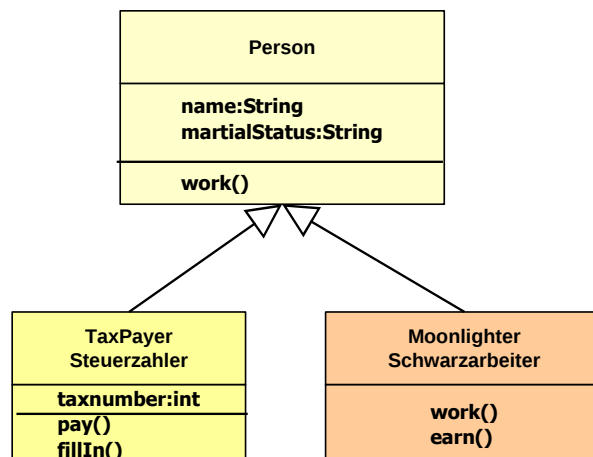 Person
name:String
martialStatus:String
work()
TaxPayer
Steuerzahler
taxnumber:int
pay()
fillIn()
Moonlighter
Schwarzarbeiter
work()
earn()